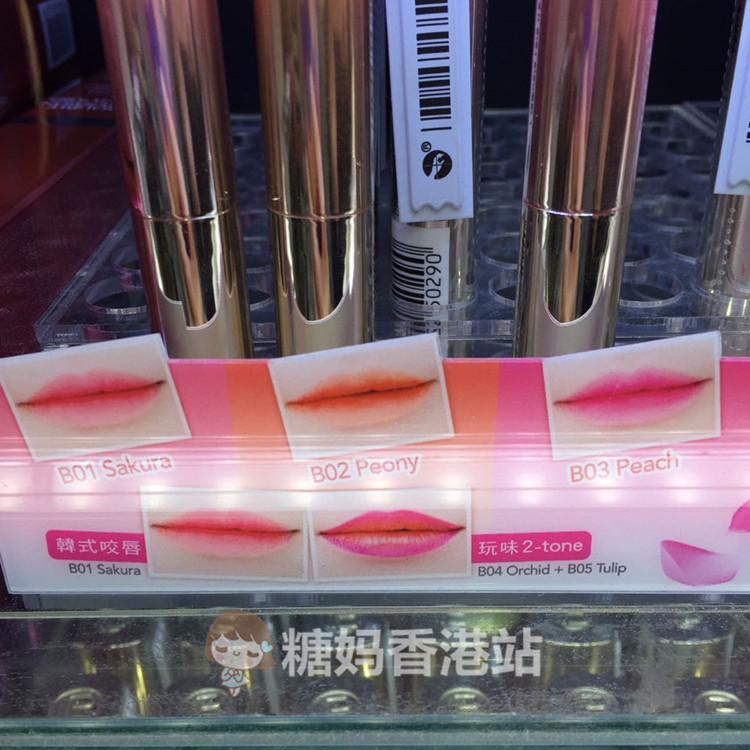 50290
B01 Sakura
B02 Peony
B03 Peach
韓式咬唇
B01 Sakura
玩味2-tone
B04 Orchid + B05 Tulip
糖妈香港站